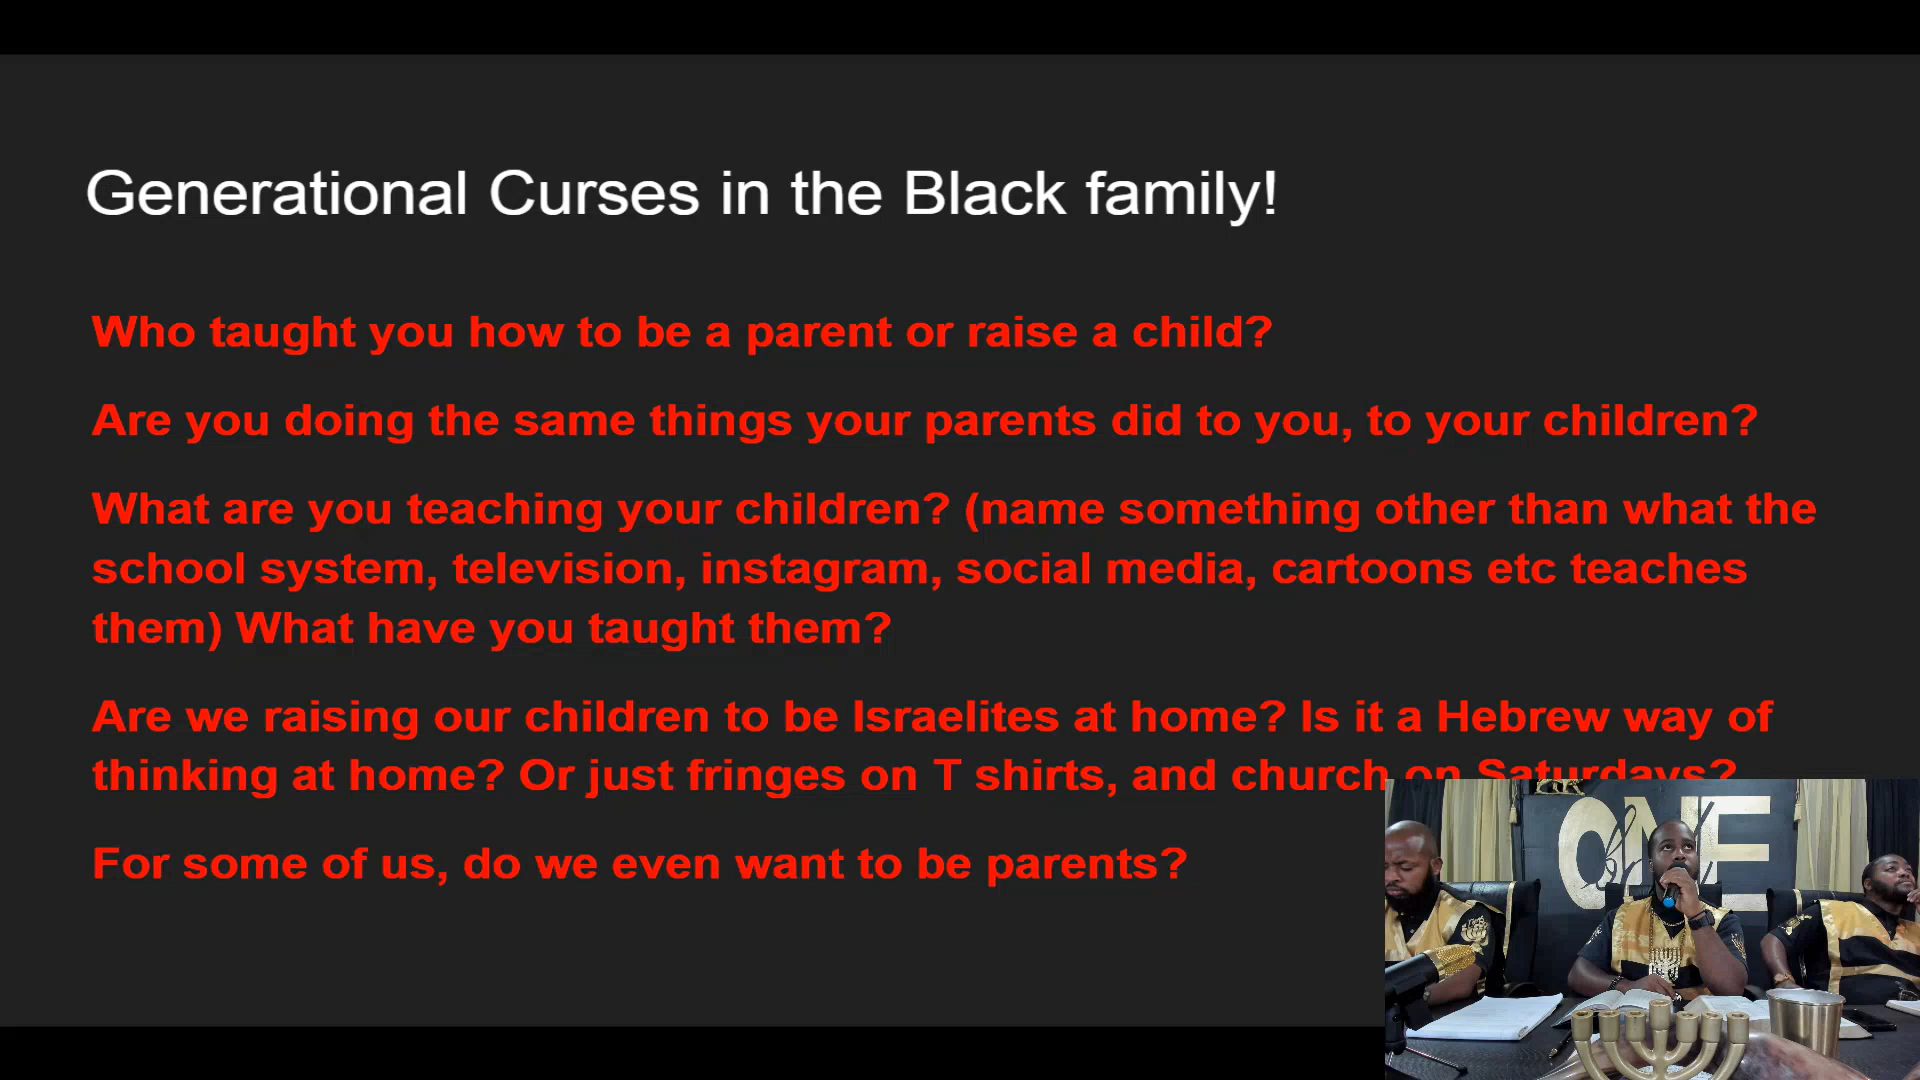 Generational Curses in the Black family!
Who taught you how to be a parent or raise a child?
Are you doing the same things your parents did to you, to your children?
What are you teaching your children? (name something other than what the
school system, television, instagram, social media, cartoons etc teaches
them) What have you taught them?
Are we raising our children to be Israelites at home? Is it a Hebrew way of
thinking at home? Or just fringes on T shirts, and church on Saturdays?
For some of us, do we even want to be parents?
ONE